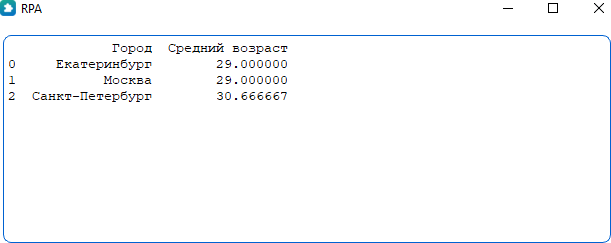 RPA
Город Средний возраст
0 Екатеринбург 29.000000
1 Москва 29.000000
2 Санкт-Петербург 30.666667